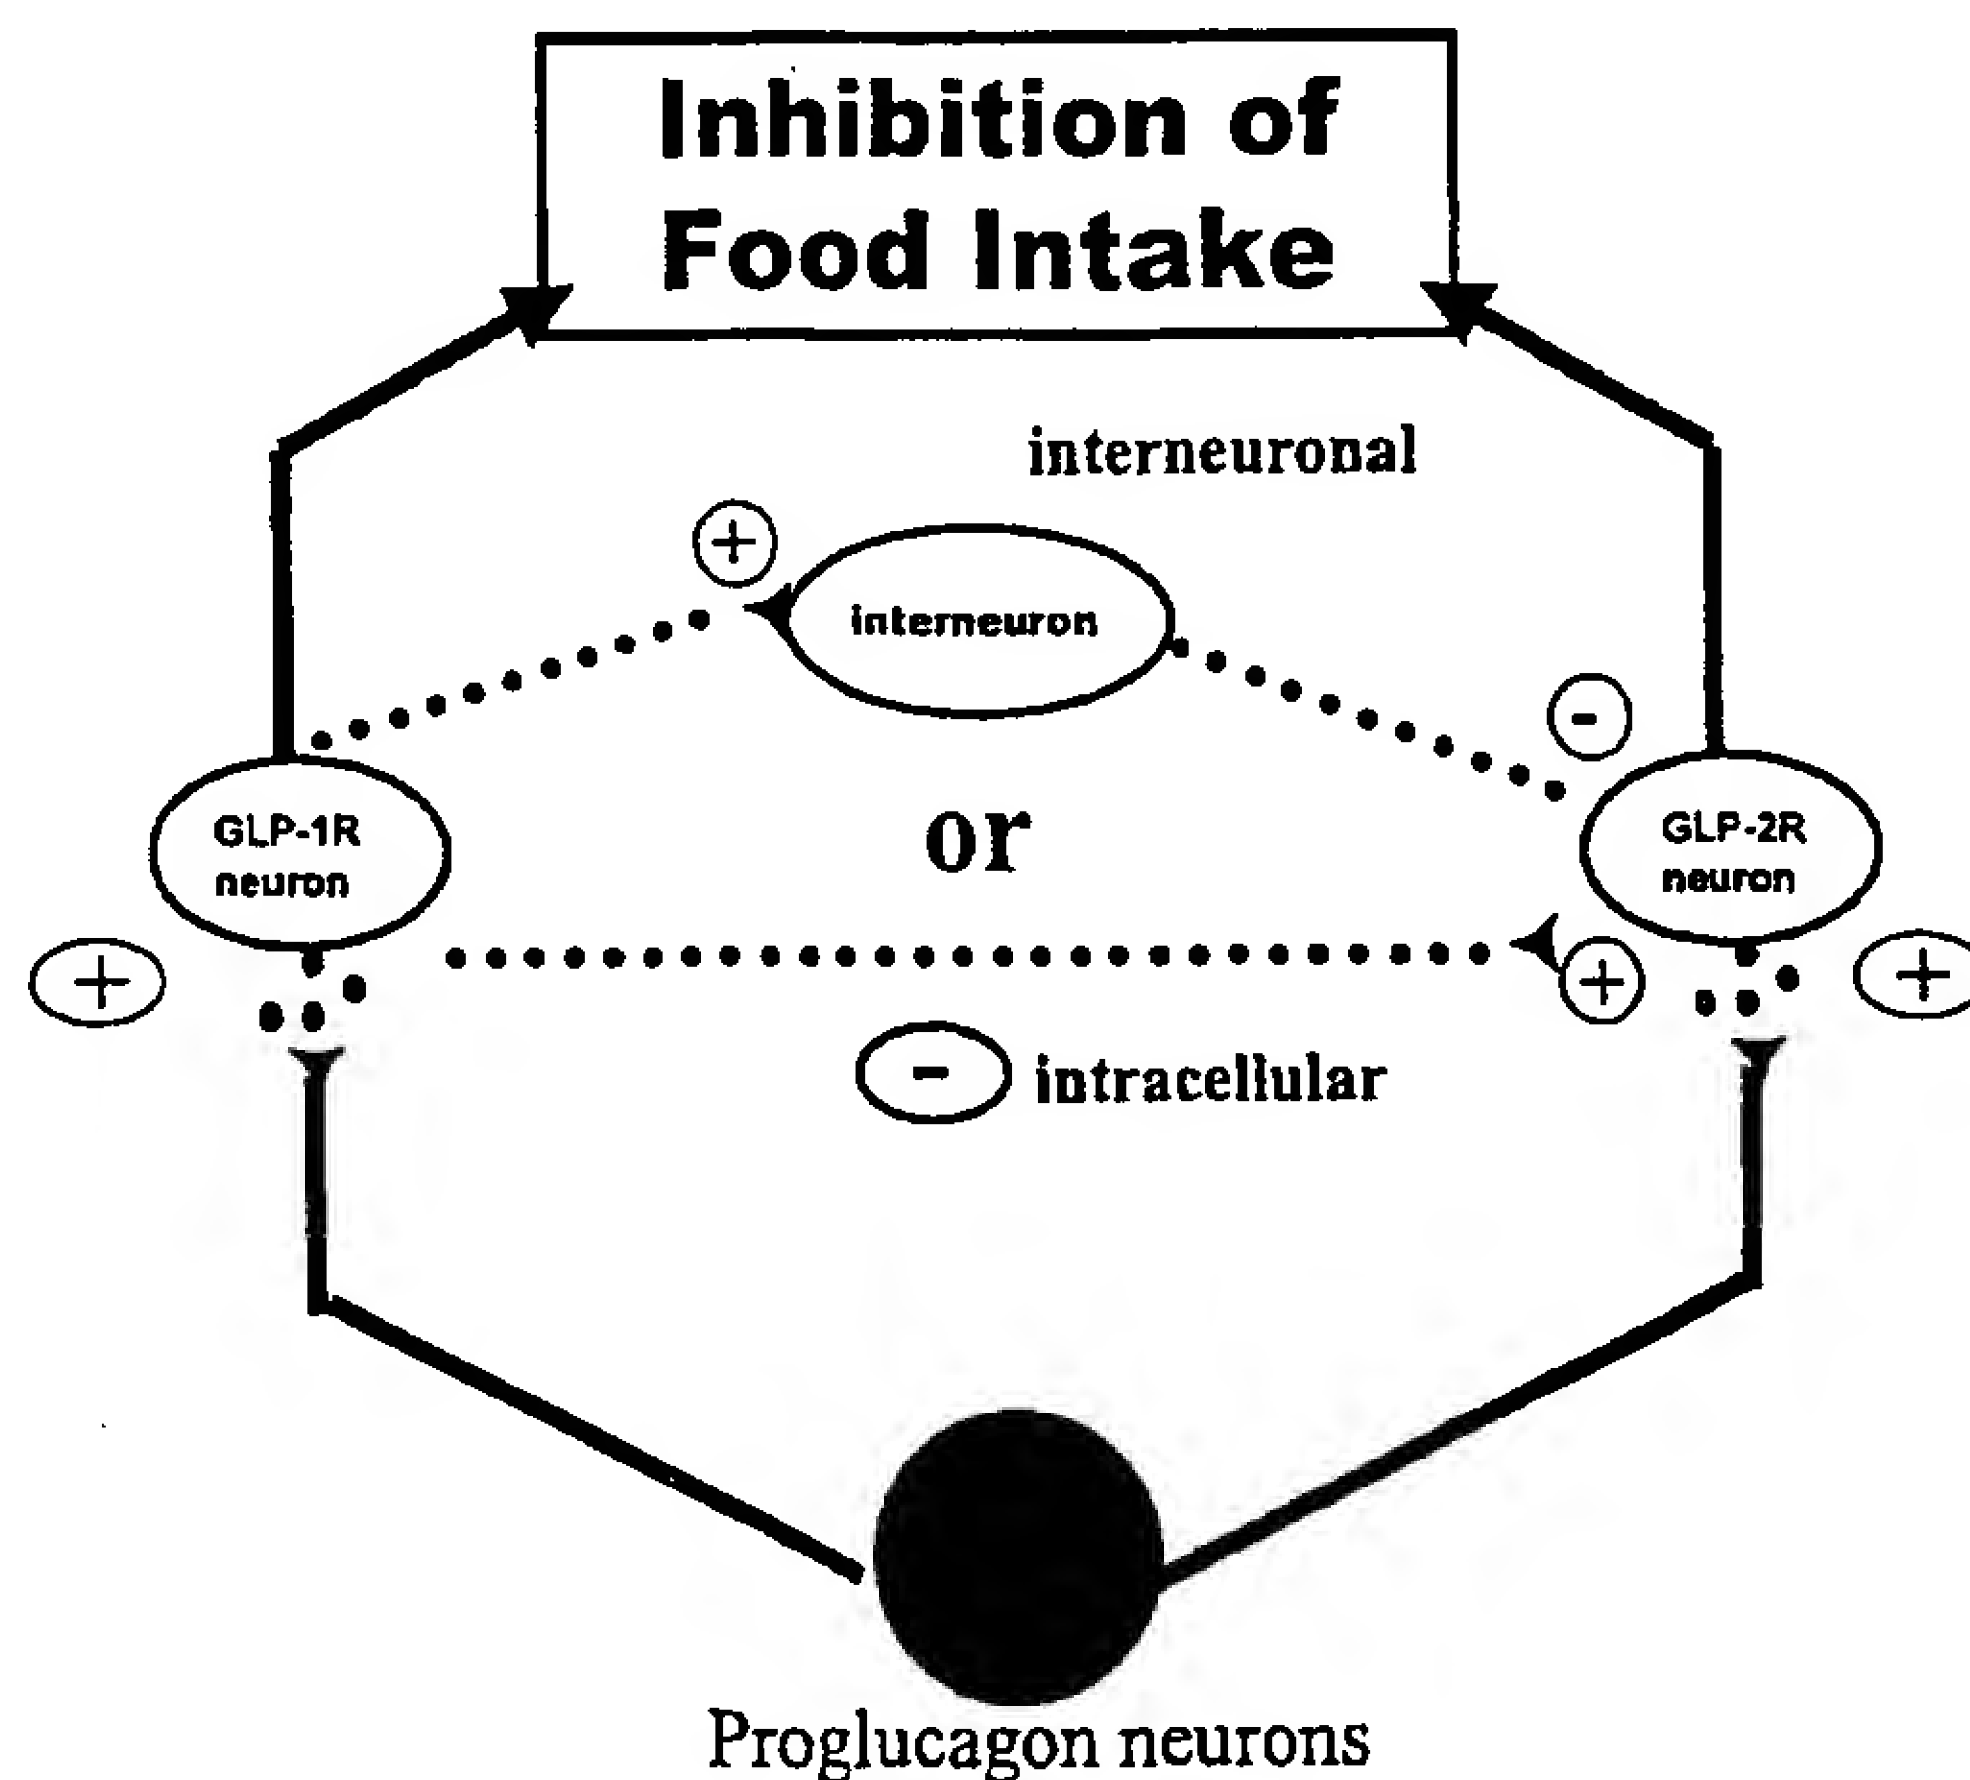 Inhibition of
Food Intake
interneuronal
+
interneuron
-
GLP-1R
neuron
or
GLP-2R
neuron
+
+
+
-
intracellular
Proglucagon neurons